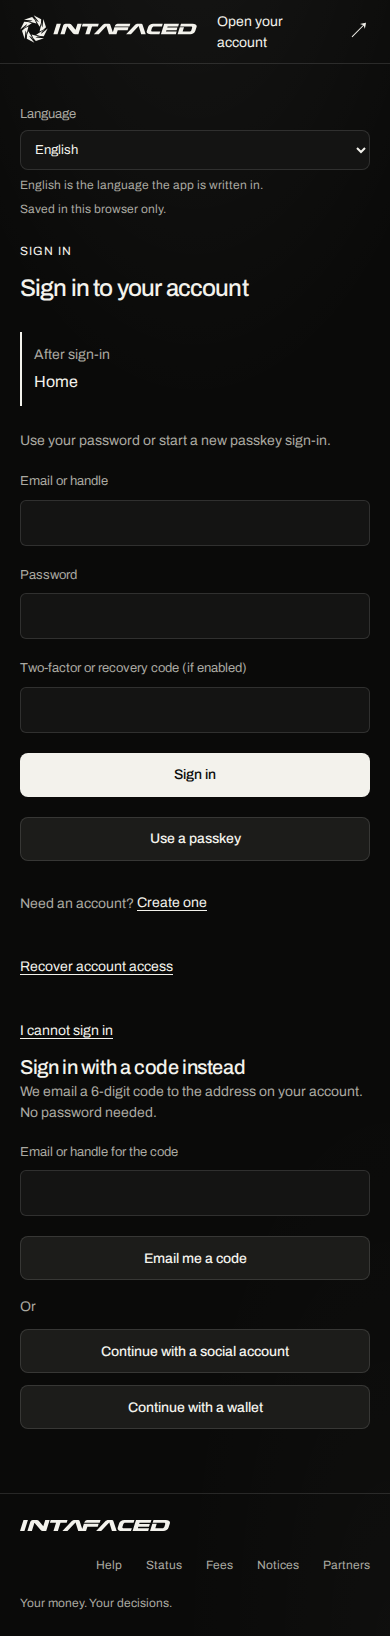 INTAFACED
Open your
account
Language
English
English is the language the app is written in.
Saved in this browser only.
SIGN IN
Sign in to your account
After sign-in
Home
Use your password or start a new passkey sign-in.
Email or handle
Password
Two-factor or recovery code (if enabled)
Sign in
Use a passkey
Need an account? Create one
Recover account access
I cannot sign in
Sign in with a code instead
We email a 6-digit code to the address on your account.
No password needed.
Email or handle for the code
Email me a code
Or
Continue with a social account
Continue with a wallet
INTAFACED
Help Status Fees Notices Partners
Your money. Your decisions.